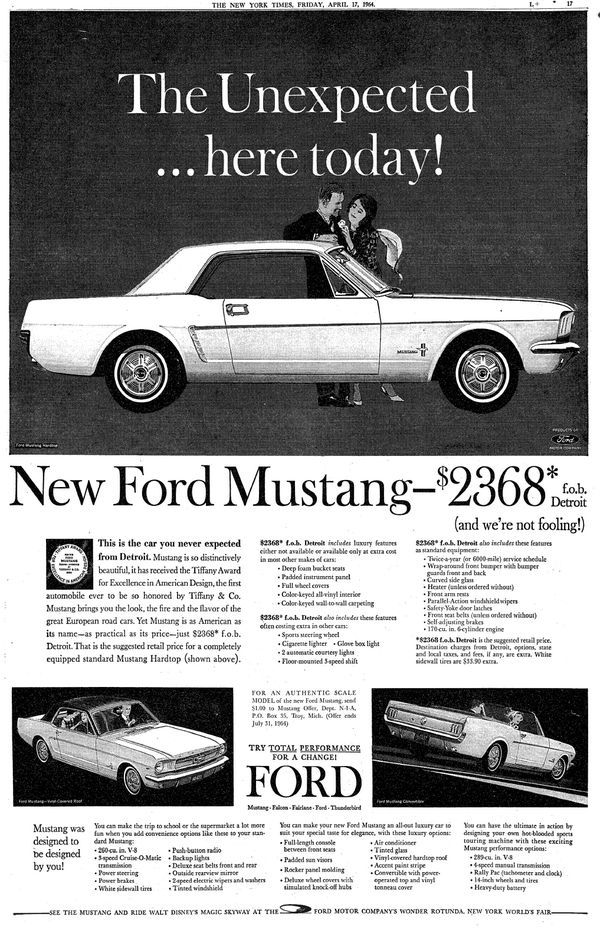 THE NEW YORK TIMES, FRIDAY, APRIL 17, 1964.
L+ * 17
The Unexpected
...here today!
MUSTANG
PRODUCTS OF
Ford
MOTOR COMPANY
Ford Mustang Hardtop
New Ford Mustang–$2368* f.o.b.
Detroit
(and we're not fooling!)
This is the car you never expected
from Detroit. Mustang is so distinctively
beautiful, it has received the Tiffany Award
for Excellence in American Design, the first
automobile ever to be so honored by Tiffany & Co.
Mustang brings you the look, the fire and the flavor of the
great European road cars. Yet Mustang is as American as
its name—as practical as its price—just $2368* f.o.b.
Detroit. That is the suggested retail price for a completely
equipped standard Mustang Hardtop (shown above).
$2368* f.o.b. Detroit includes luxury features
either not available or available only at extra cost
in most other makes of cars:
• Deep foam bucket seats
• Padded instrument panel
• Full wheel covers
• Color-keyed all-vinyl interior
• Color-keyed wall-to-wall carpeting
$2368* f.o.b. Detroit also includes these features
often costing extra in other cars:
• Sports steering wheel
• Cigarette lighter • Glove box light
• 2 automatic courtesy lights
• Floor-mounted 3-speed shift
$2368* f.o.b. Detroit also includes these features
as standard equipment:
• Twice-a-year (or 6000-mile) service schedule
• Wrap-around front bumper with bumper
guards front and back
• Curved side glass
• Heater (unless ordered without)
• Front arm rests
• Parallel-Action windshield wipers
• Safety-Yoke door latches
• Front seat belts (unless ordered without)
• Self-adjusting brakes
• 170-cu. in. 6-cylinder engine
*$2368 f.o.b. Detroit is the suggested retail price.
Destination charges from Detroit, options, state
and local taxes, and fees, if any, are extra. White
sidewall tires are $33.90 extra.
Ford Mustang—Vinyl-Covered Roof
FOR AN AUTHENTIC SCALE
MODEL of the new Ford Mustang, send
$1.00 to Mustang Offer, Dept. N-1A,
P.O. Box 35, Troy, Mich. (Offer ends
July 31, 1964)
TRY TOTAL PERFORMANCE
FOR A CHANGE!
FORD
Mustang · Falcon · Fairlane · Ford · Thunderbird
Ford Mustang Convertible
Mustang was
designed to
be designed
by you!
You can make the trip to school or the supermarket a lot more
fun when you add convenience options like these to your stan-
dard Mustang:
• 260-cu. in. V-8
• 3-speed Cruise-O-Matic
transmission
• Power steering
• Power brakes
• White sidewall tires
• Push-button radio
• Backup lights
• Deluxe seat belts front and rear
• Outside rearview mirror
• 2-speed electric wipers and washers
• Tinted windshield
You can make your new Ford Mustang an all-out luxury car to
suit your special taste for elegance, with these luxury options:
• Full-length console
between front seats
• Padded sun visors
• Rocker panel molding
• Deluxe wheel covers with
simulated knock-off hubs
• Air conditioner
• Tinted glass
• Vinyl-covered hardtop roof
• Accent paint stripe
• Convertible with power-
operated top and vinyl
tonneau cover
You can have the ultimate in action by
designing your own hot-blooded sports
touring machine with these exciting
Mustang performance options:
• 289-cu. in. V-8
• 4-speed manual transmission
• Rally Pac (tachometer and clock)
• 14-inch wheels and tires
• Heavy-duty battery
SEE THE MUSTANG AND RIDE WALT DISNEY'S MAGIC SKYWAY AT THE FORD MOTOR COMPANY'S WONDER ROTUNDA, NEW YORK WORLD'S FAIR